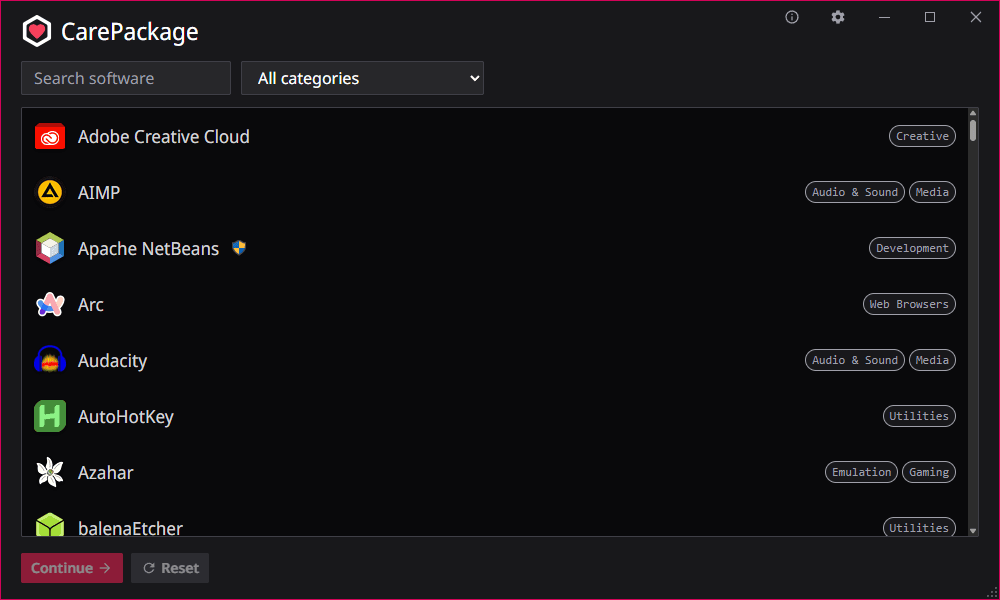 CarePackage
Search software
All categories
Adobe Creative Cloud
Creative
AIMP
Audio & Sound
Media
Apache NetBeans
Development
Arc
Web Browsers
Audacity
Audio & Sound
Media
AutoHotKey
Utilities
Azahar
Emulation
Gaming
balenaEtcher
Utilities
Continue →
Reset